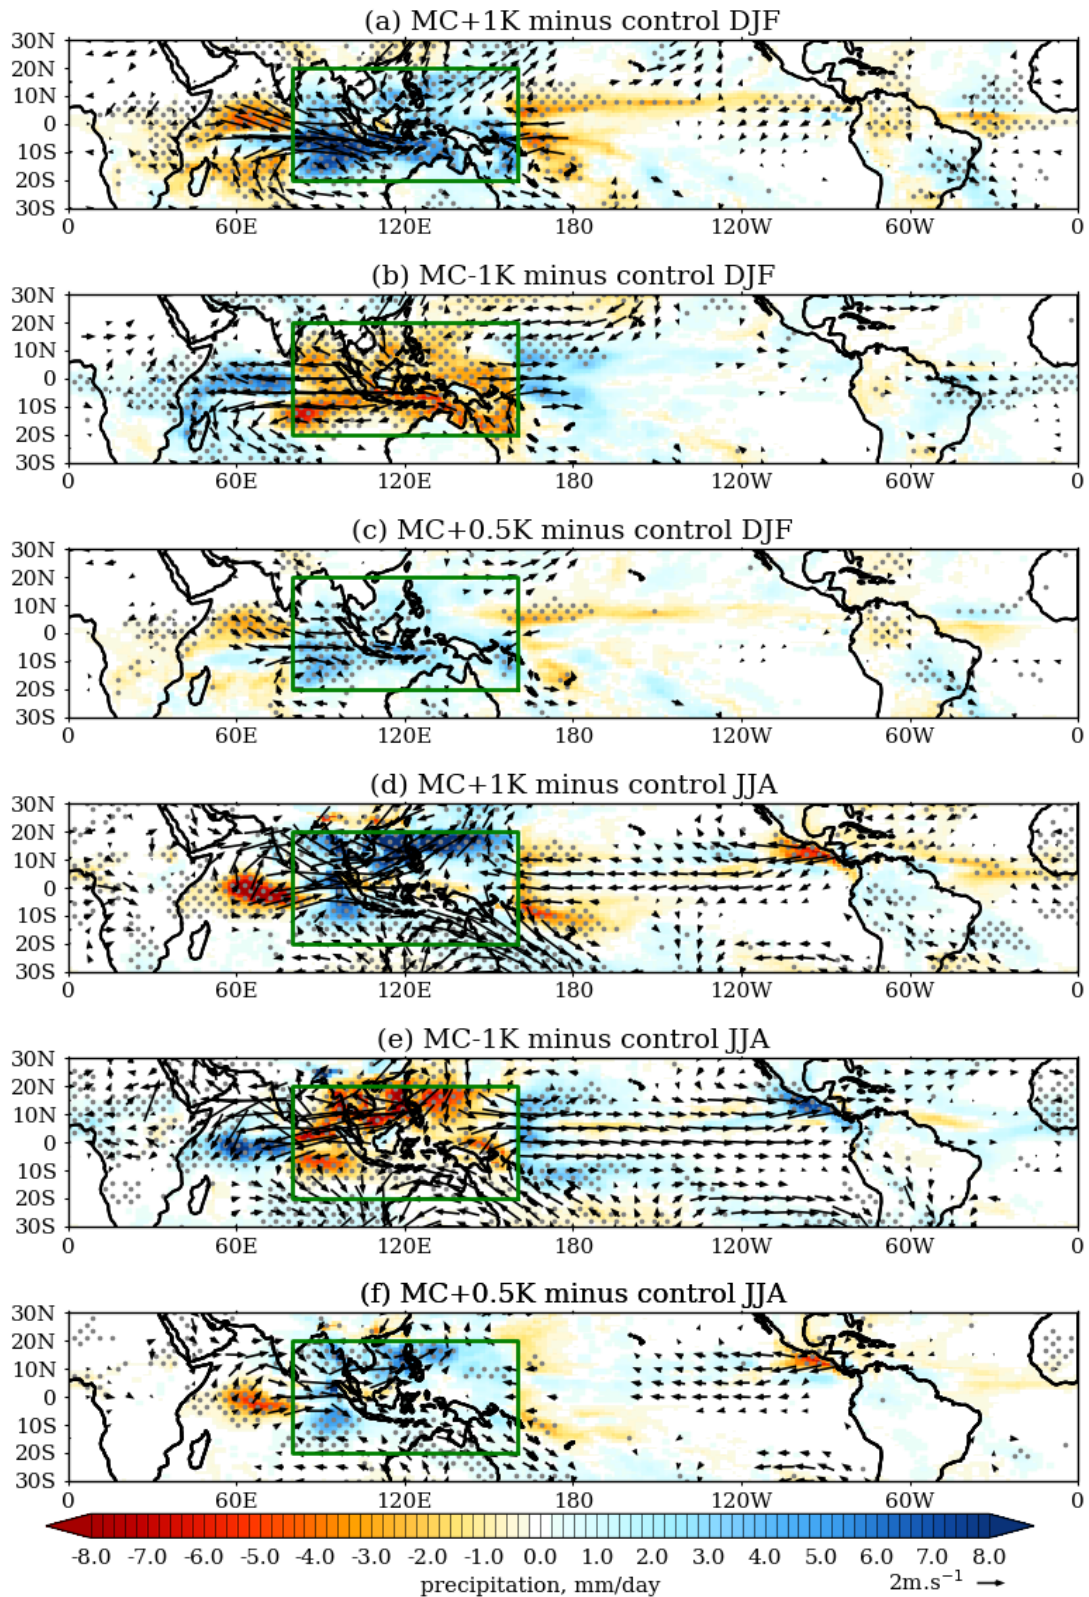 (a) MC+1K minus control DJF
30N
20N
10N
0
10S
20S
30S
0 60E 120E 180 120W 60W 0
(b) MC-1K minus control DJF
30N
20N
10N
0
10S
20S
30S
0 60E 120E 180 120W 60W 0
(c) MC+0.5K minus control DJF
30N
20N
10N
0
10S
20S
30S
0 60E 120E 180 120W 60W 0
(d) MC+1K minus control JJA
30N
20N
10N
0
10S
20S
30S
0 60E 120E 180 120W 60W 0
(e) MC-1K minus control JJA
30N
20N
10N
0
10S
20S
30S
0 60E 120E 180 120W 60W 0
(f) MC+0.5K minus control JJA
30N
20N
10N
0
10S
20S
30S
0 60E 120E 180 120W 60W 0
-8.0 -7.0 -6.0 -5.0 -4.0 -3.0 -2.0 -1.0 0.0 1.0 2.0 3.0 4.0 5.0 6.0 7.0 8.0
precipitation, mm/day 2m.s⁻¹